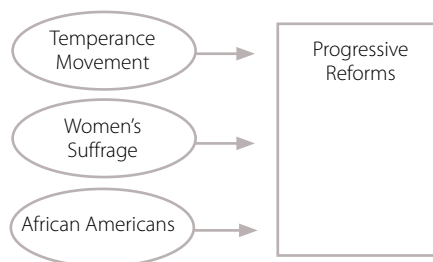 Temperance
Movement
Women's
Suffrage
African Americans
Progressive
Reforms